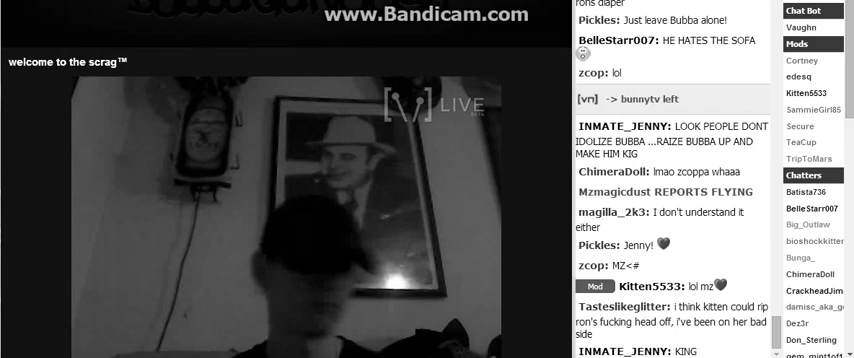 www.Bandicam.com
welcome to the scrag™
LIVE
BETA
rons diaper
Pickles: Just leave Bubba alone!
BelleStarr007: HE HATES THE SOFA
zcop: lol
[vn] -> bunnytv left
INMATE_JENNY: LOOK PEOPLE DONT
IDOLIZE BUBBA ...RAIZE BUBBA UP AND
MAKE HIM KIG
ChimeraDoll: lmao zcoppa whaaa
Mzmagicdust REPORTS FLYING
magilla_2k3: I don't understand it
either
Pickles: Jenny!
zcop: MZ<#
Mod Kitten5533: lol mz
Tasteslikeglitter: i think kitten could rip
ron's fucking head off, i've been on her bad
side
INMATE_JENNY: KING
Chat Bot
Vaughn
Mods
Cortney
edesq
Kitten5533
SammieGirl85
Secure
TeaCup
TripToMars
Chatters
Batista736
BelleStarr007
Big_Outlaw
bioshockkitten
Bunga_
ChimeraDoll
CrackheadJim
damisc_aka_g
Dez3r
Don_Sterling
gem_mint1of1